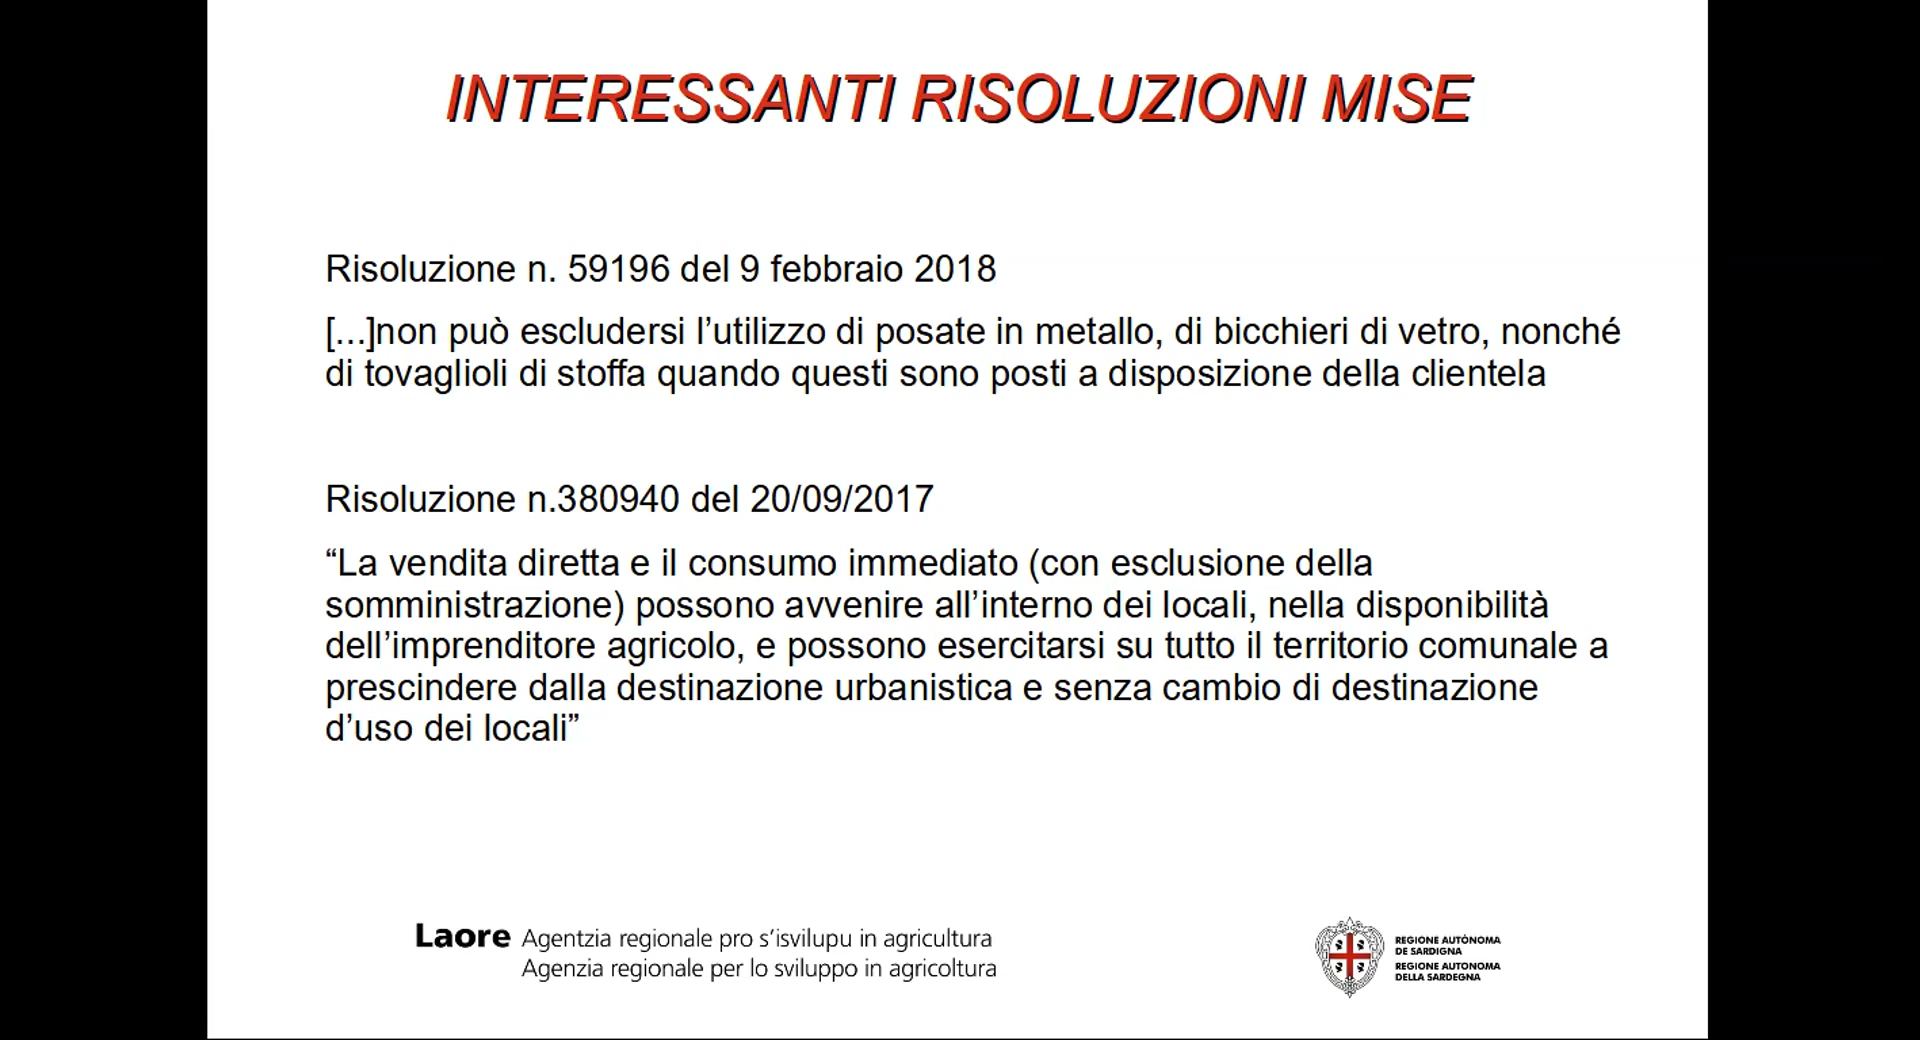 INTERESSANTI RISOLUZIONI MISE
Risoluzione n. 59196 del 9 febbraio 2018
[...]non può escludersi l’utilizzo di posate in metallo, di bicchieri di vetro, nonché
di tovaglioli di stoffa quando questi sono posti a disposizione della clientela
Risoluzione n.380940 del 20/09/2017
“La vendita diretta e il consumo immediato (con esclusione della
somministrazione) possono avvenire all’interno dei locali, nella disponibilità
dell’imprenditore agricolo, e possono esercitarsi su tutto il territorio comunale a
prescindere dalla destinazione urbanistica e senza cambio di destinazione
d’uso dei locali”
Laore Agentzia regionale pro s’isvilupu in agricultura
Agenzia regionale per lo sviluppo in agricoltura
REGIONE AUTÒNOMA
DE SARDIGNA
REGIONE AUTONOMA
DELLA SARDEGNA